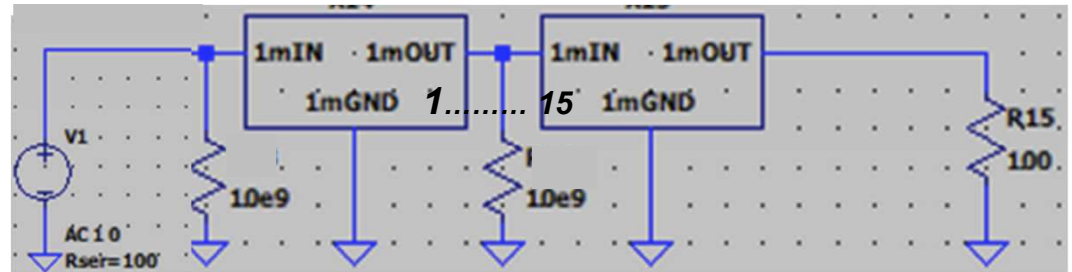 1mIN 1mOUT 1mIN 1mOUT
1mGND 1......... 15 1mGND
V1
R15
10e9 10e9 100
AC 1 0
Rser=100